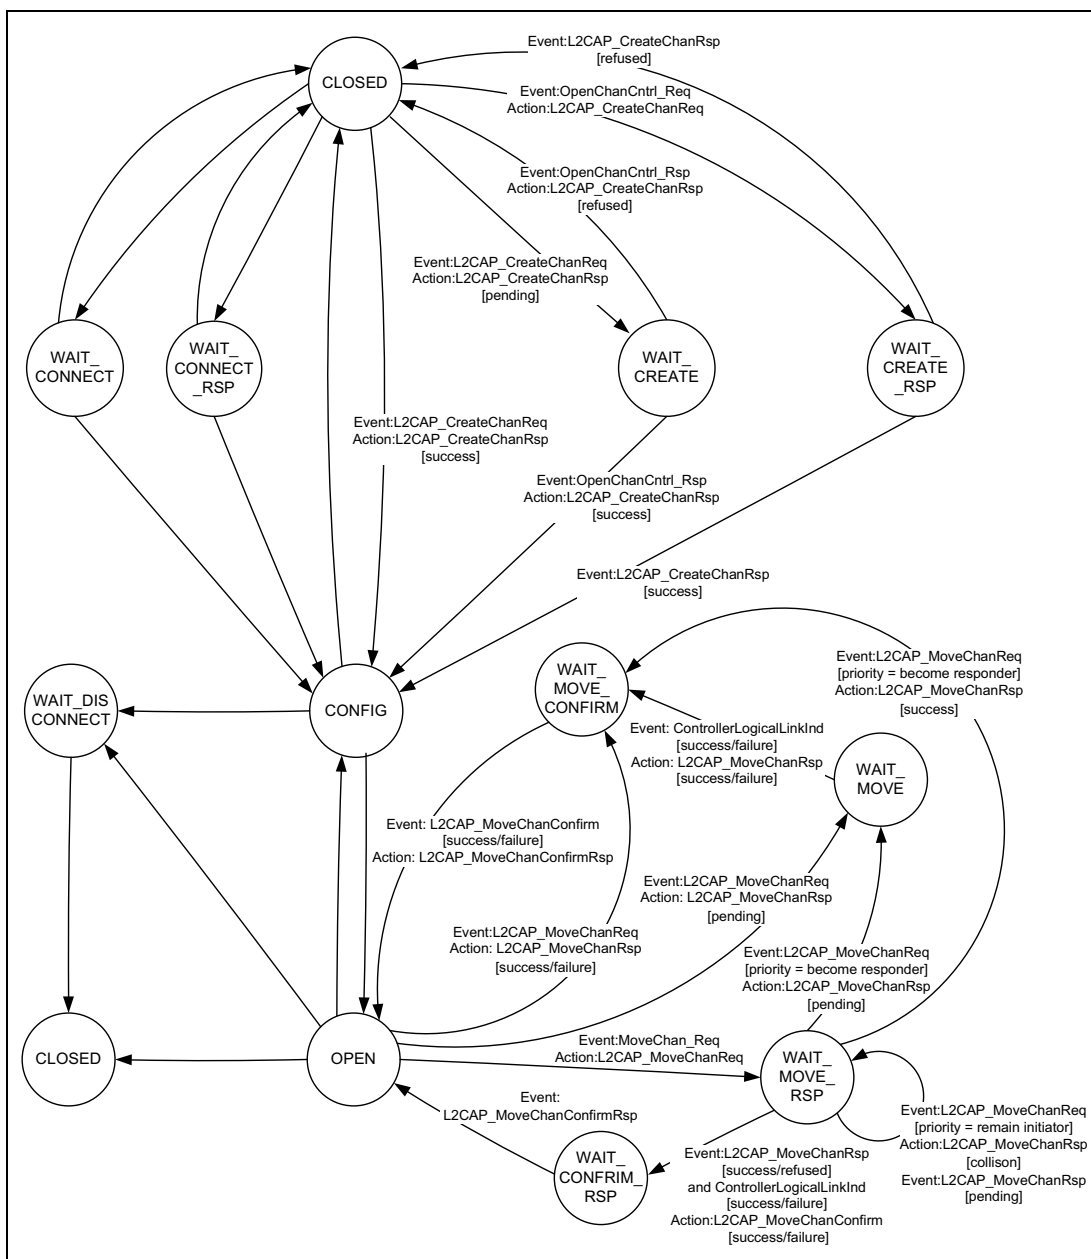 Event:L2CAP_CreateChanRsp
[refused]
CLOSED
Event:OpenChanCntrl_Req
Action:L2CAP_CreateChanReq
Event:OpenChanCntrl_Rsp
Action:L2CAP_CreateChanRsp
[refused]
Event:L2CAP_CreateChanReq
Action:L2CAP_CreateChanRsp
[pending]
WAIT_
CONNECT
WAIT_
CONNECT
_RSP
WAIT_
CREATE
WAIT_
CREATE
_RSP
Event:L2CAP_CreateChanReq
Action:L2CAP_CreateChanRsp
[success]
Event:OpenChanCntrl_Rsp
Action:L2CAP_CreateChanRsp
[success]
Event:L2CAP_CreateChanRsp
[success]
WAIT_DIS
CONNECT
CONFIG
WAIT_
MOVE_
CONFIRM
Event:L2CAP_MoveChanReq
[priority = become responder]
Action:L2CAP_MoveChanRsp
[success]
Event: ControllerLogicalLinkInd
[success/failure]
Action: L2CAP_MoveChanRsp
[success/failure]
WAIT_
MOVE
Event: L2CAP_MoveChanConfirm
[success/failure]
Action: L2CAP_MoveChanConfirmRsp
Event:L2CAP_MoveChanReq
Action: L2CAP_MoveChanRsp
[pending]
Event:L2CAP_MoveChanReq
Action: L2CAP_MoveChanRsp
[success/failure]
Event:L2CAP_MoveChanReq
[priority = become responder]
Action:L2CAP_MoveChanRsp
[pending]
CLOSED
OPEN
Event:MoveChan_Req
Action:L2CAP_MoveChanReq
WAIT_
MOVE_
RSP
Event:
L2CAP_MoveChanConfirmRsp
Event:L2CAP_MoveChanReq
[priority = remain initiator]
Action:L2CAP_MoveChanRsp
[collison]
Event:L2CAP_MoveChanRsp
[pending]
WAIT_
CONFRIM_
RSP
Event:L2CAP_MoveChanRsp
[success/refused]
and ControllerLogicalLinkInd
[success/failure]
Action:L2CAP_MoveChanConfirm
[success/failure]